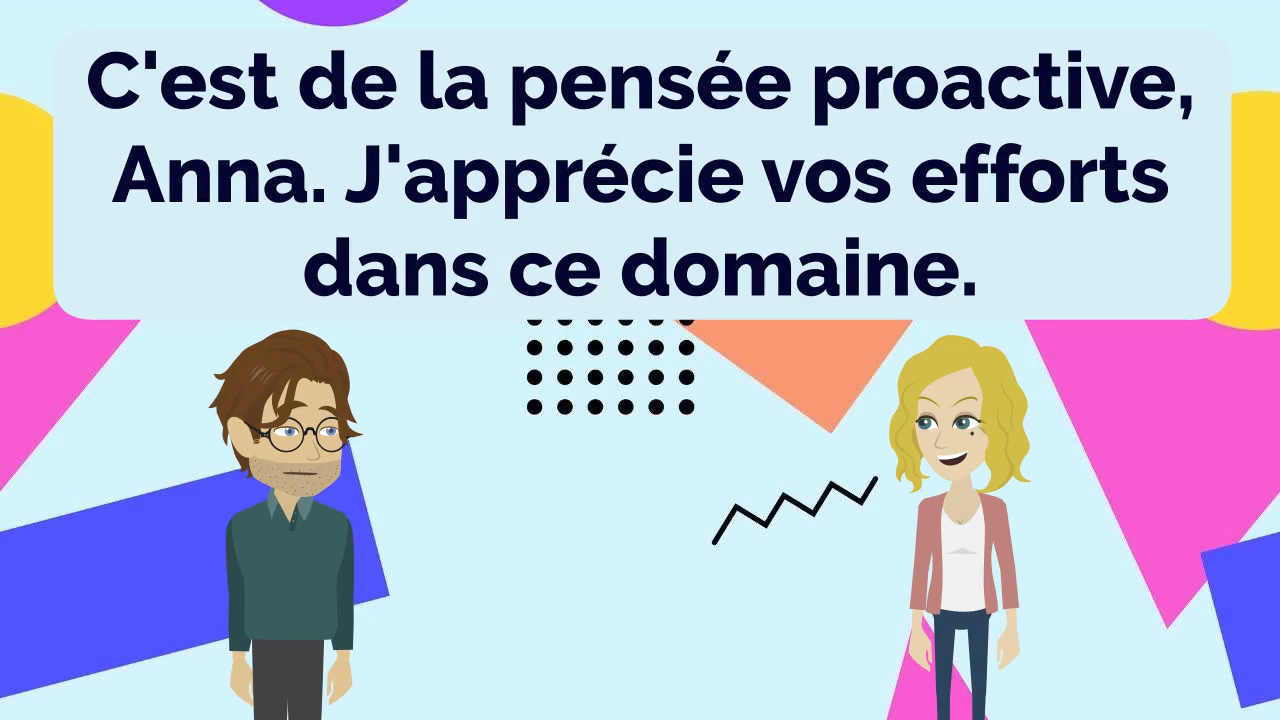 C'est de la pensée proactive,
Anna. J'apprécie vos efforts
dans ce domaine.